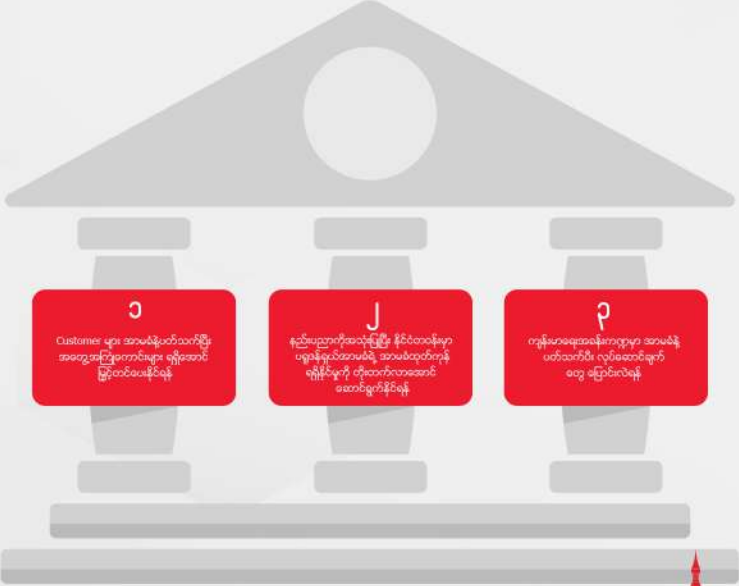 ၁
Customer များ အာမခံနဲ့ပတ်သက်ပြီး
အတွေ့အကြုံကောင်းများ ရရှိအောင်
မြှင့်တင်ပေးနိုင်ရန်
၂
နည်းပညာကိုအသုံးပြုပြီး နိုင်ငံတဝန်းမှာ
ပရူဒန်ရှယ်အာမခံရဲ့ အာမခံထုတ်ကုန်
ရရှိနိုင်မှုကို တိုးတက်လာအောင်
ဆောင်ရွက်နိုင်ရန်
၃
ကျန်းမာရေးအခန်းကဏ္ဍမှာ အာမခံနဲ့
ပတ်သက်ပီး လုပ်ဆောင်ချက်
တွေ ပြောင်းလဲရန်